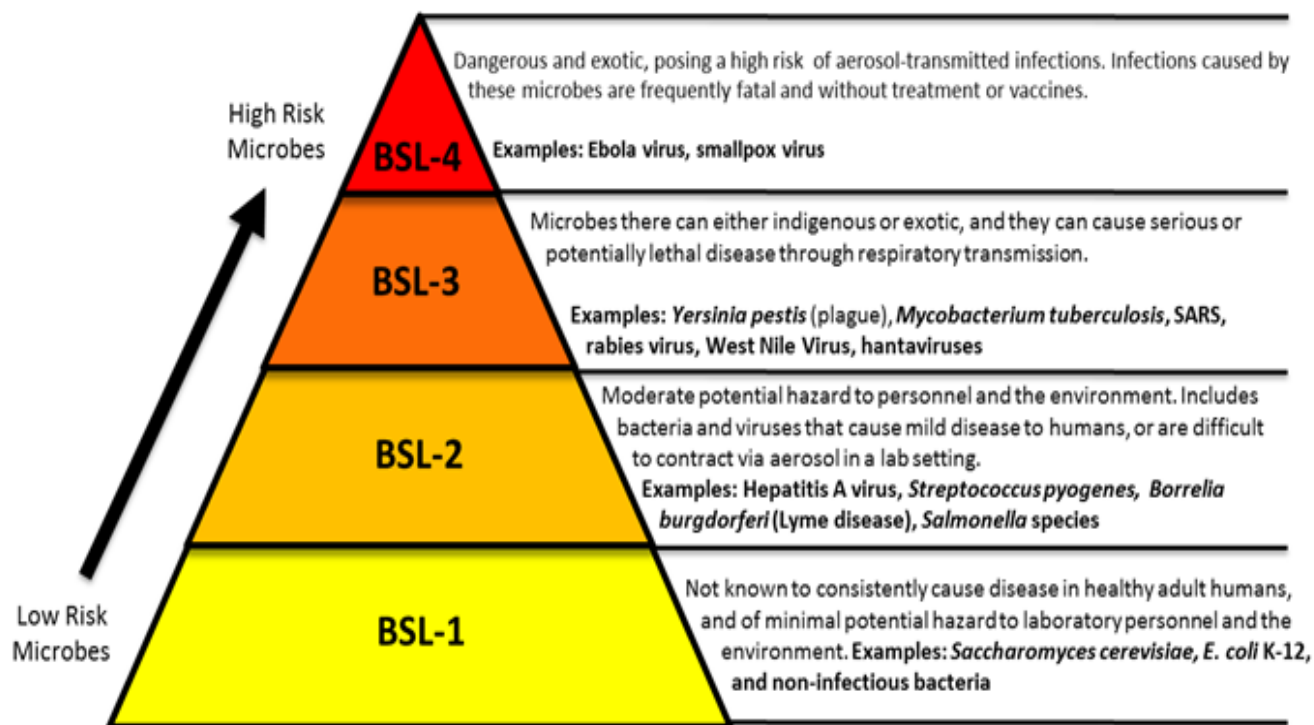 Dangerous and exotic, posing a high risk of aerosol-transmitted infections. Infections caused by
these microbes are frequently fatal and without treatment or vaccines.
High Risk
Microbes
BSL-4
Examples: Ebola virus, smallpox virus
Microbes there can either indigenous or exotic, and they can cause serious or
potentially lethal disease through respiratory transmission.
BSL-3
Examples: Yersinia pestis (plague), Mycobacterium tuberculosis, SARS,
rabies virus, West Nile Virus, hantaviruses
Moderate potential hazard to personnel and the environment. Includes
bacteria and viruses that cause mild disease to humans, or are difficult
to contract via aerosol in a lab setting.
BSL-2
Examples: Hepatitis A virus, Streptococcus pyogenes, Borrelia
burgdorferi (Lyme disease), Salmonella species
Low Risk
Microbes
BSL-1
Not known to consistently cause disease in healthy adult humans,
and of minimal potential hazard to laboratory personnel and the
environment. Examples: Saccharomyces cerevisiae, E. coli K-12,
and non-infectious bacteria